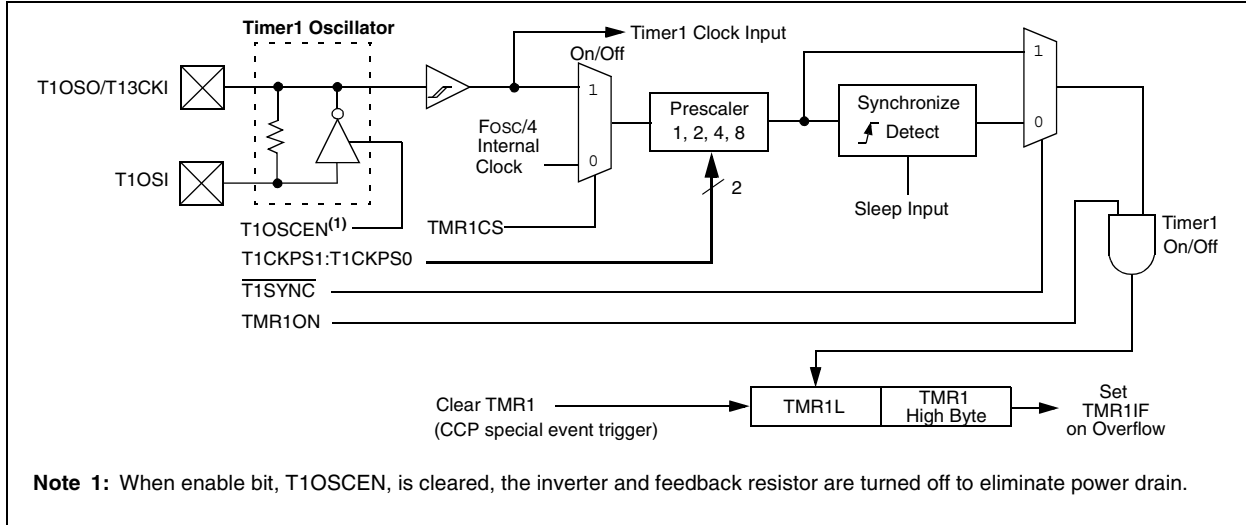 Timer1 Oscillator
T1OSO/T13CKI
T1OSI
Timer1 Clock Input
On/Off
1
0
FOSC/4
Internal
Clock
Prescaler
1, 2, 4, 8
2
Synchronize
Detect
Sleep Input
1
0
T1OSCEN(1)
TMR1CS
T1CKPS1:T1CKPS0
T1SYNC
TMR1ON
Timer1
On/Off
Clear TMR1
(CCP special event trigger)
TMR1L
TMR1
High Byte
Set
TMR1IF
on Overflow
Note 1: When enable bit, T1OSCEN, is cleared, the inverter and feedback resistor are turned off to eliminate power drain.